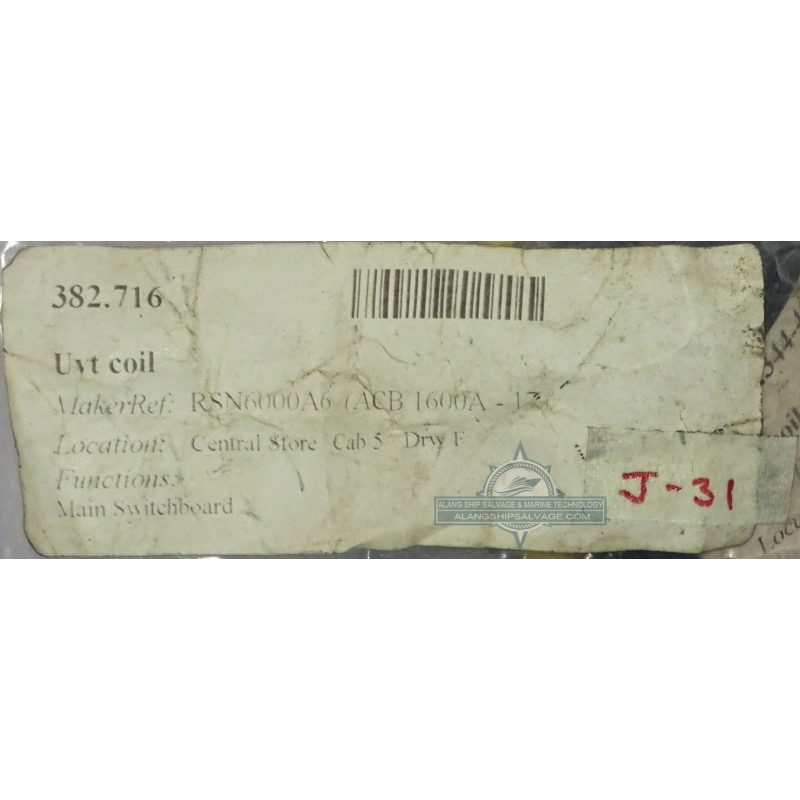 382.716
Uvt coil
MakerRef: RSN6000A6 (ACB 1600A - 17
Location: Central Store Cab 5 Drw F
Functions:
Main Switchboard
J-31
ALANG SHIP SALVAGE & MARINE TECHNOLOGY
ALANGSHIPSALVAGE.COM